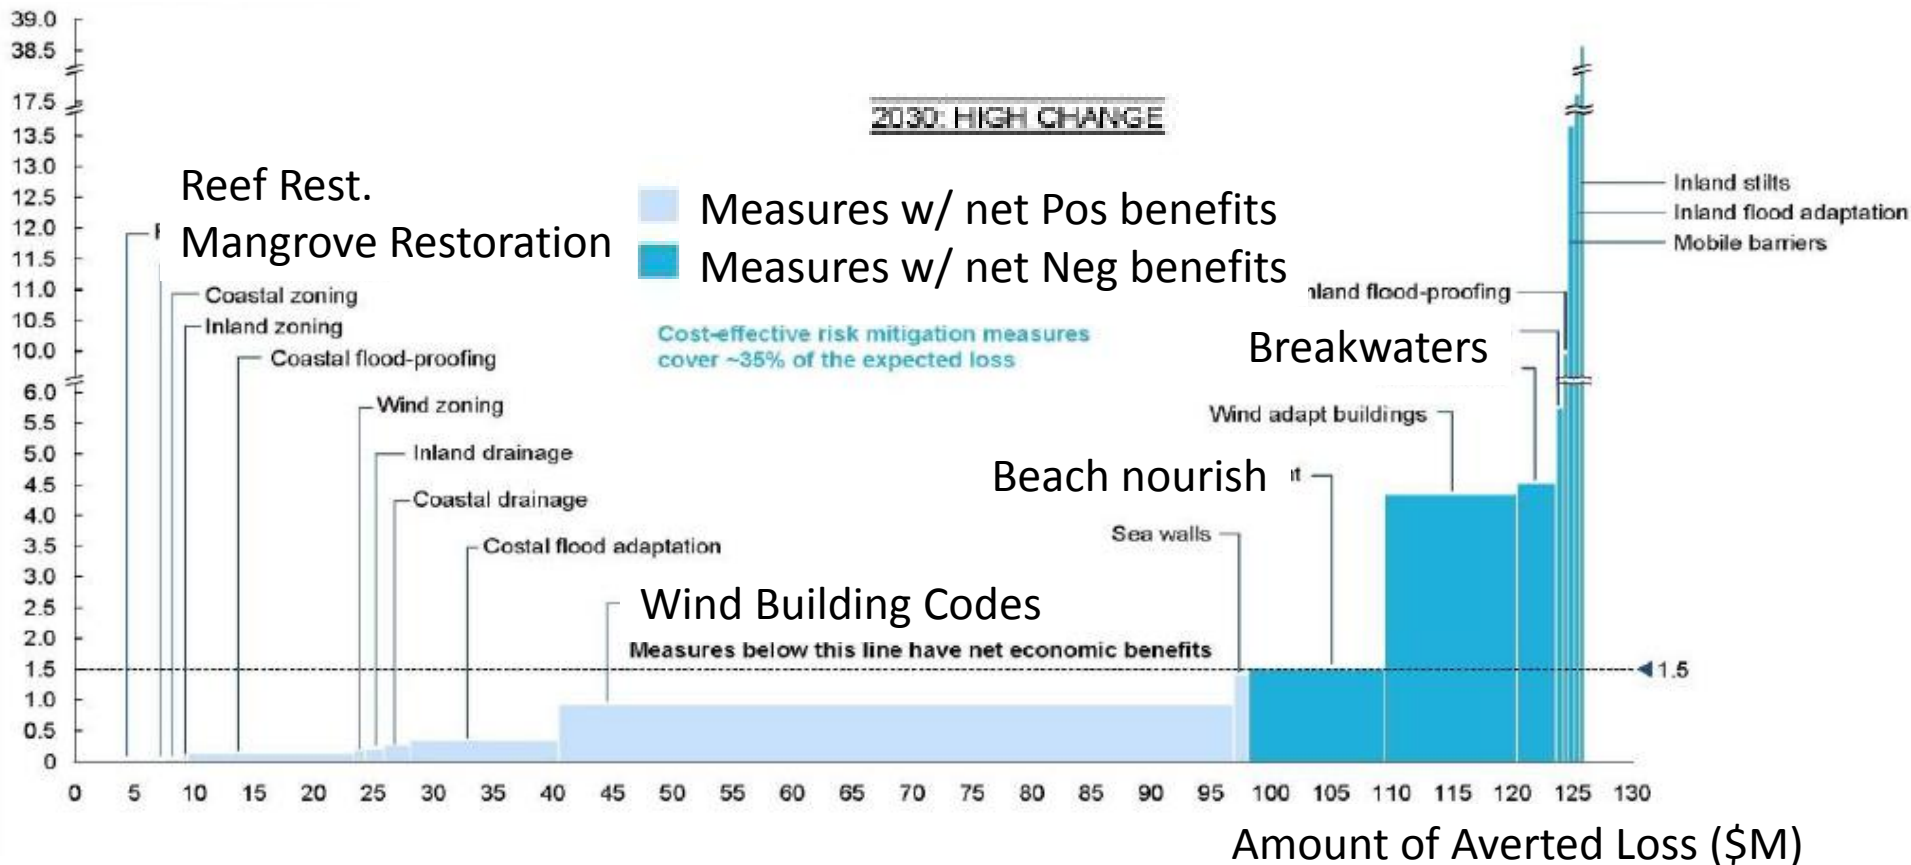 39.0
38.5
17.5
13.5
13.0
12.5
12.0
11.5
11.0
10.5
10.0
6.0
5.5
5.0
4.5
4.0
3.5
3.0
2.5
2.0
1.5
1.0
0.5
0
2030: HIGH CHANGE
Reef Rest.
Mangrove Restoration
Measures w/ net Pos benefits
Measures w/ net Neg benefits
Cost-effective risk mitigation measures
cover ~35% of the expected loss
Coastal zoning
Inland zoning
Coastal flood-proofing
Wind zoning
Inland drainage
Coastal drainage
Costal flood adaptation
Wind Building Codes
Measures below this line have net economic benefits
Sea walls
Beach nourish
Wind adapt buildings
Breakwaters
nland flood-proofing
Inland stilts
Inland flood adaptation
Mobile barriers
1.5
0 5 10 15 20 25 30 35 40 45 50 55 60 65 70 75 80 85 90 95 100 105 110 115 120 125 130
Amount of Averted Loss ($M)